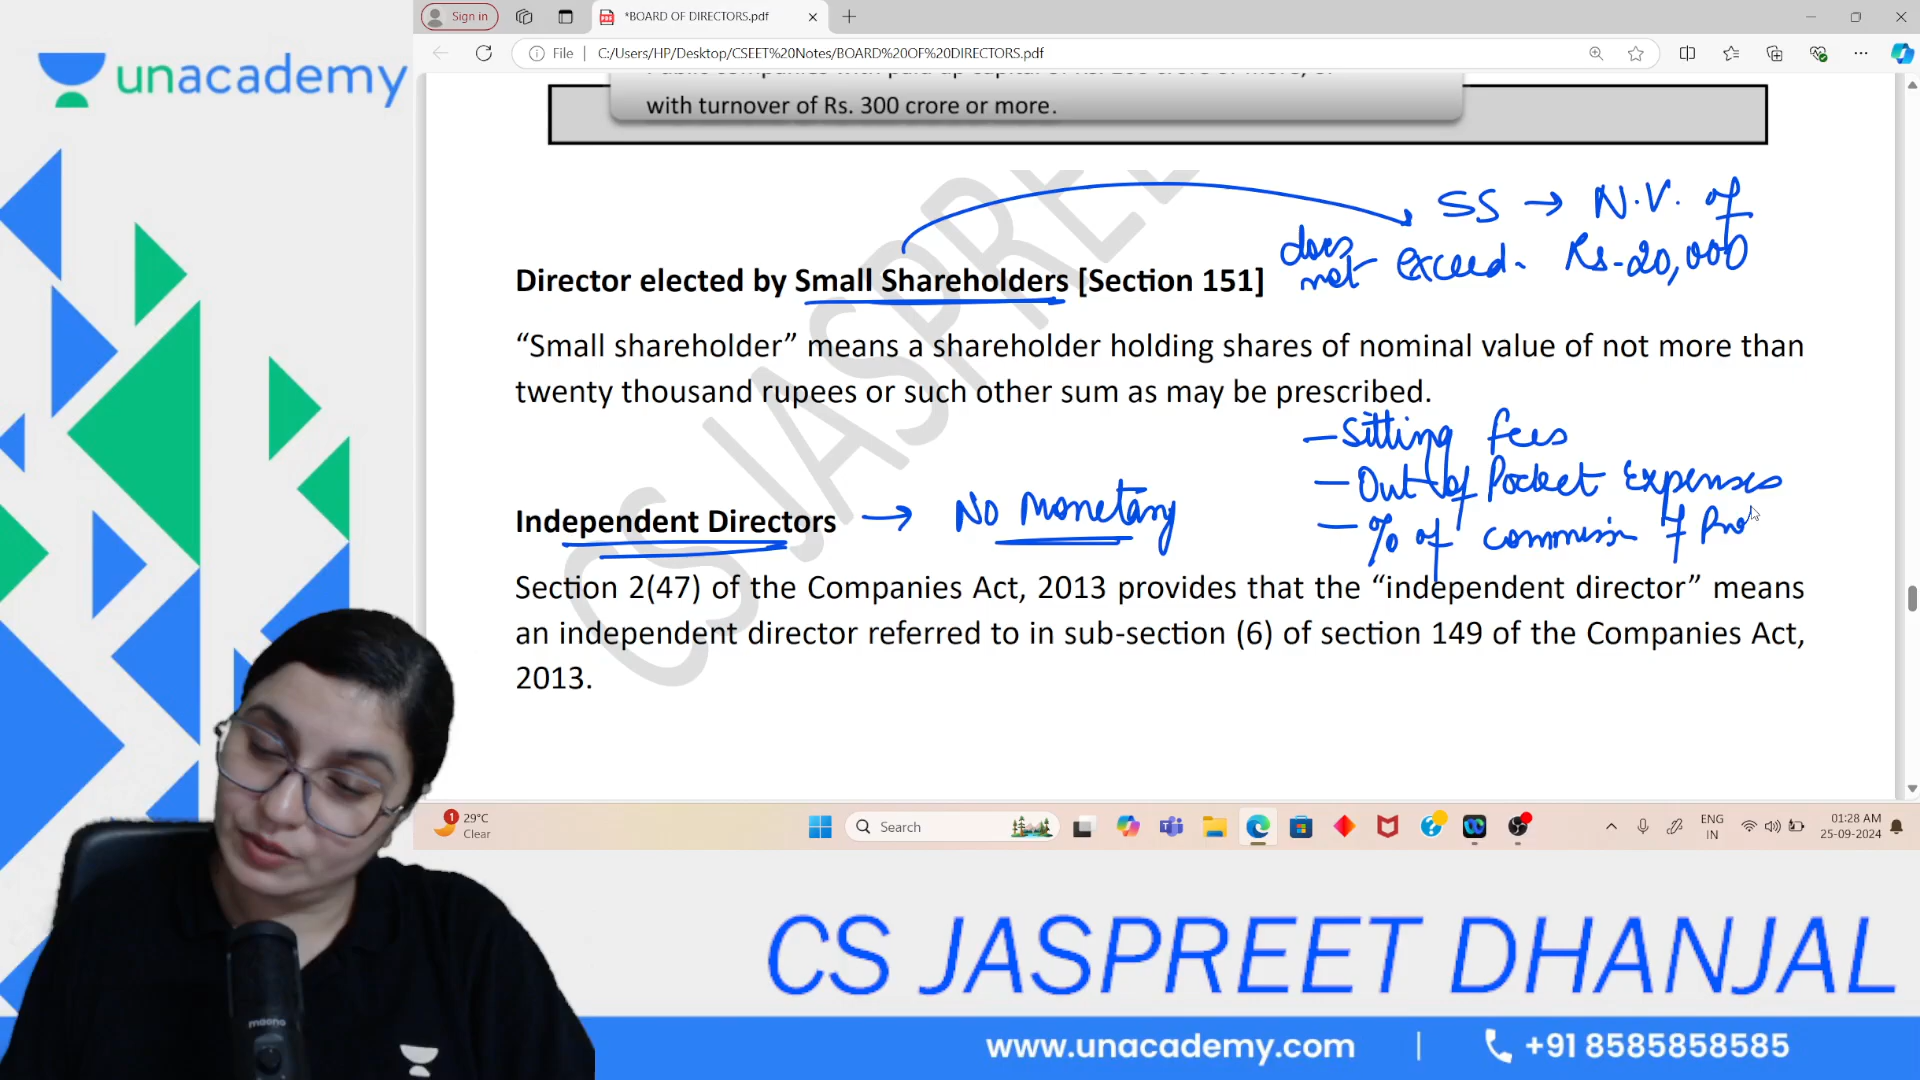 Sign in
*BOARD OF DIRECTORS.pdf
File
C:/Users/HP/Desktop/CSEET%20Notes/BOARD%20OF%20DIRECTORS.pdf
unacademy
with turnover of Rs. 300 crore or more.
SS → N.V. of
does not exceed. Rs-20,000
Director elected by Small Shareholders [Section 151]
“Small shareholder” means a shareholder holding shares of nominal value of not more than
twenty thousand rupees or such other sum as may be prescribed.
— Sitting fees
— Out of Pocket Expenses
— % of commission of
Independent Directors → No Monetary
Section 2(47) of the Companies Act, 2013 provides that the “independent director” means
an independent director referred to in sub-section (6) of section 149 of the Companies Act,
2013.
CS JASPREE
1
29°C
Clear
Search
ENG
IN
01:28 AM
25-09-2024
maono
CS JASPREET DHANJAL
www.unacademy.com | +91 8585858585